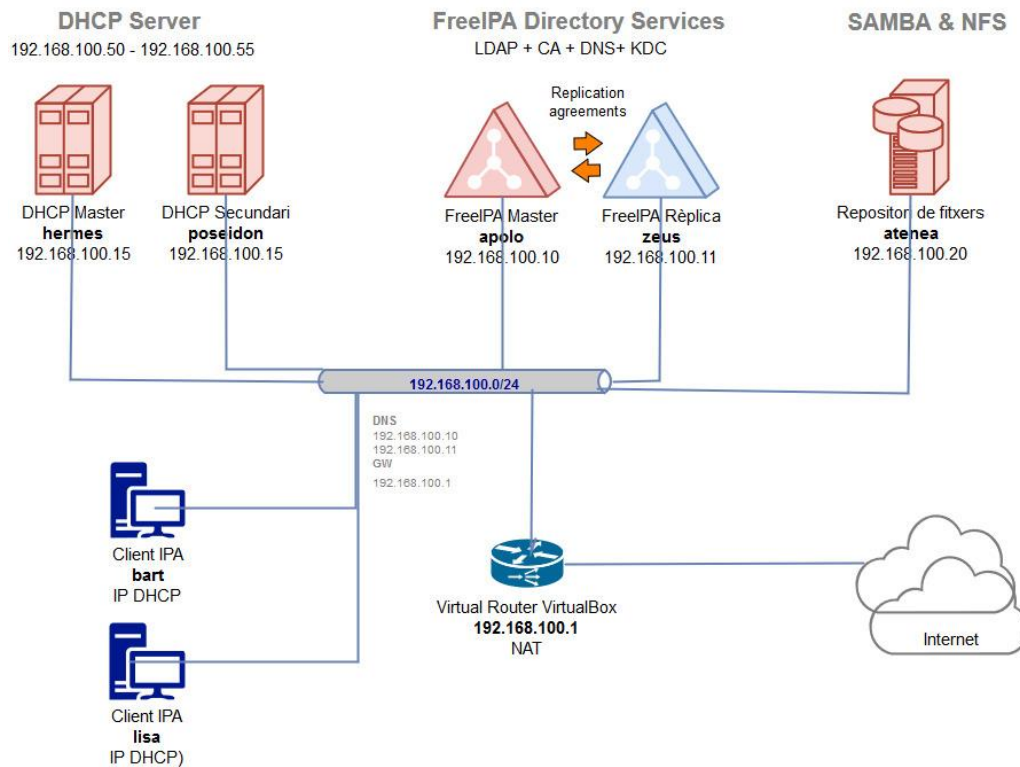 DHCP Server
192.168.100.50 - 192.168.100.55
FreeIPA Directory Services
LDAP + CA + DNS+ KDC
SAMBA & NFS
Replication
agreements
DHCP Master
hermes
192.168.100.15
DHCP Secundari
poseidon
192.168.100.15
FreeIPA Master
apolo
192.168.100.10
FreeIPA Rèplica
zeus
192.168.100.11
Repositori de fitxers
atenea
192.168.100.20
192.168.100.0/24
DNS
192.168.100.10
192.168.100.11
GW
192.168.100.1
Client IPA
bart
IP DHCP
Virtual Router VirtualBox
192.168.100.1
NAT
Internet
Client IPA
lisa
IP DHCP)